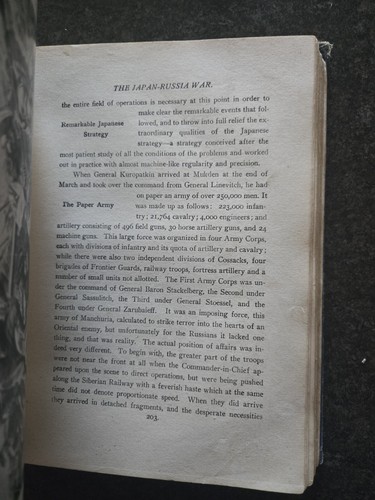 THE JAPAN-RUSSIA WAR.
the entire field of operations is necessary at this point in order to
make clear the remarkable events that fol-
Remarkable Japanese Strategy
lowed, and to throw into full relief the ex-
traordinary qualities of the Japanese
strategy—a strategy conceived after the
most patient study of all the conditions of the problems and worked
out in practice with almost machine-like regularity and precision.
When General Kuropatkin arrived at Mukden at the end of
March and took over the command from General Linevitch, he had
on paper an army of over 250,000 men. It
The Paper Army
was made up as follows: 223,000 infan-
try; 21,764 cavalry; 4,000 engineers; and
artillery consisting of 496 field guns, 30 horse artillery guns, and 24
machine guns. This large force was organized in four Army Corps,
each with divisions of infantry and its quota of artillery and cavalry;
while there also two independent divisions of Cossacks, four
brigades of Frontier Guards, railway troops, fortress artillery and a
number of small units not allotted. The First Army Corps was un-
der the command of General Baron Stackelberg, the Second under
General Sassulitch, the Third under General Stoessel, and the
Fourth under General Zarubaieff. It was an imposing force, this
army of Manchuria, calculated to strike terror into the hearts of an
Oriental enemy, but unfortunately for the Russians it lacked one
thing, and that was reality. The actual position of affairs was in-
deed very different. To begin with, the greater part of the troops
were not near the front at all when the Commander-in-Chief ap-
peared upon the scene to direct operations, but were being pushed
along the Siberian Railway with a feverish haste which at the same
time did not denote proportionate speed. When they did arrive
they arrived in detached fragments, and the desperate necessities
203.